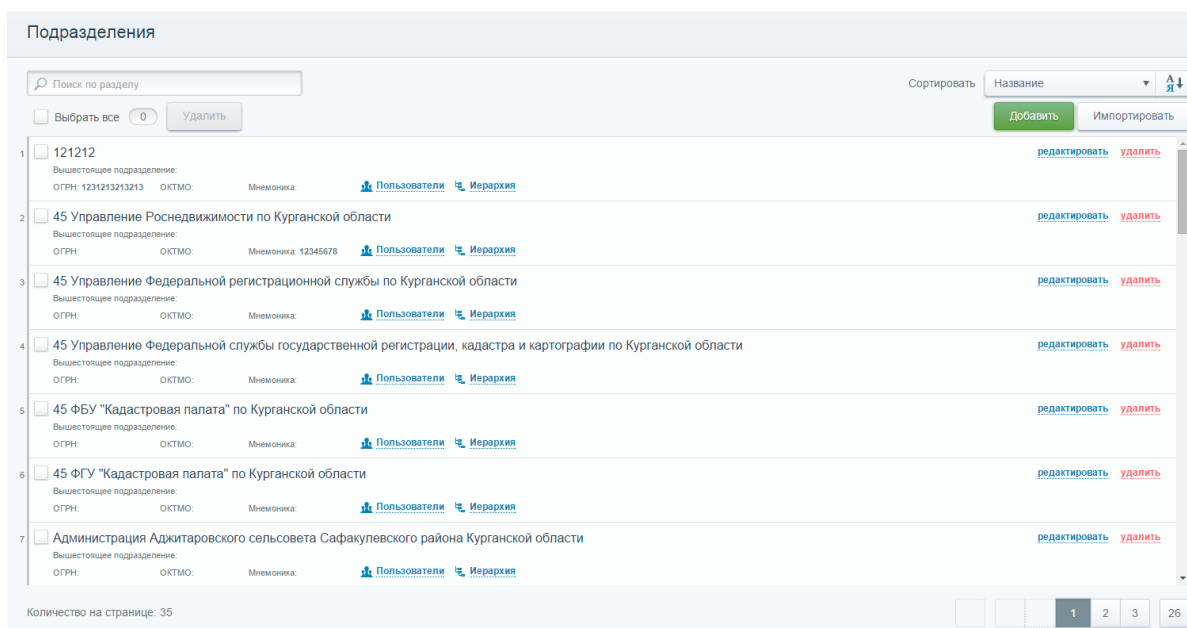 Подразделения
Поиск по разделу Сортировать Название А Я
Выбрать все 0 Удалить Добавить Импортировать
1 121212 редактировать удалить
Вышестоящее подразделение:
ОГРН: 1231213213213 ОКТМО: Мнемоника: Пользователи Иерархия
2 45 Управление Роснедвижимости по Курганской области редактировать удалить
Вышестоящее подразделение:
ОГРН: ОКТМО: Мнемоника: 12345678 Пользователи Иерархия
3 45 Управление Федеральной регистрационной службы по Курганской области редактировать удалить
Вышестоящее подразделение:
ОГРН: ОКТМО: Мнемоника: Пользователи Иерархия
4 45 Управление Федеральной службы государственной регистрации, кадастра и картографии по Курганской области редактировать удалить
Вышестоящее подразделение:
ОГРН: ОКТМО: Мнемоника: Пользователи Иерархия
5 45 ФБУ "Кадастровая палата" по Курганской области редактировать удалить
Вышестоящее подразделение:
ОГРН: ОКТМО: Мнемоника: Пользователи Иерархия
6 45 ФГУ "Кадастровая палата" по Курганской области редактировать удалить
Вышестоящее подразделение:
ОГРН: ОКТМО: Мнемоника: Пользователи Иерархия
7 Администрация Аджитаровского сельсовета Сафакулевского района Курганской области редактировать удалить
Вышестоящее подразделение:
ОГРН: ОКТМО: Мнемоника: Пользователи Иерархия
Количество на странице: 35 1 2 3 26